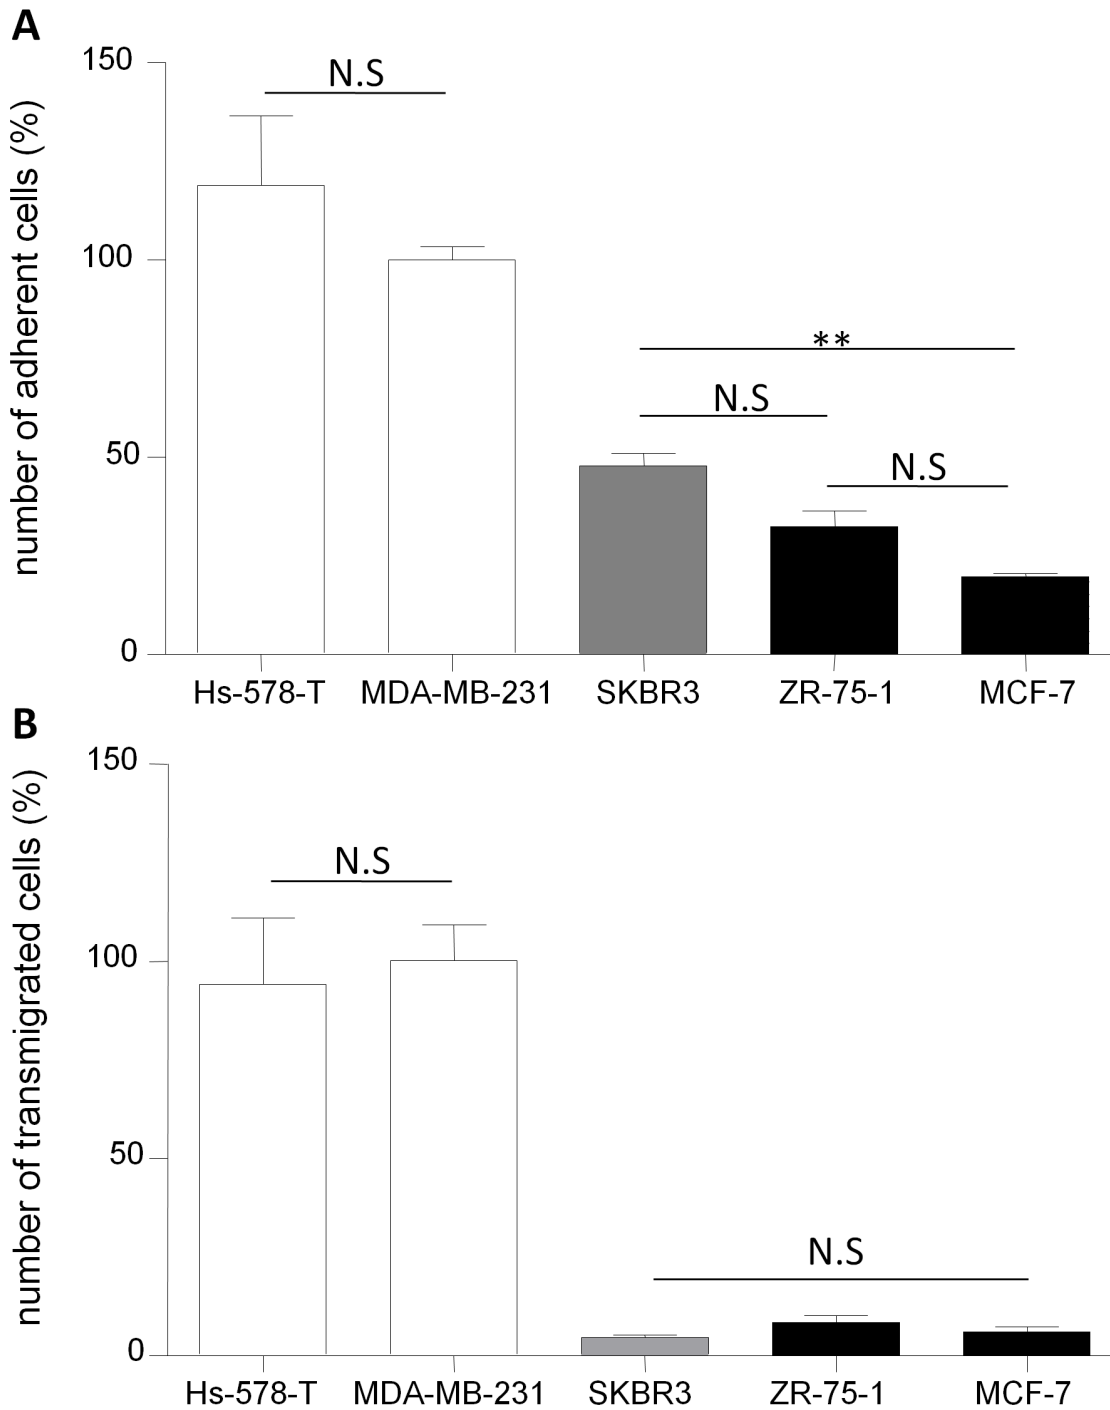 A
number of adherent cells (%)
150
100
50
0
N.S
**
N.S
N.S
Hs-578-T MDA-MB-231 SKBR3 ZR-75-1 MCF-7
B
number of transmigrated cells (%)
150
100
50
0
N.S
N.S
Hs-578-T MDA-MB-231 SKBR3 ZR-75-1 MCF-7